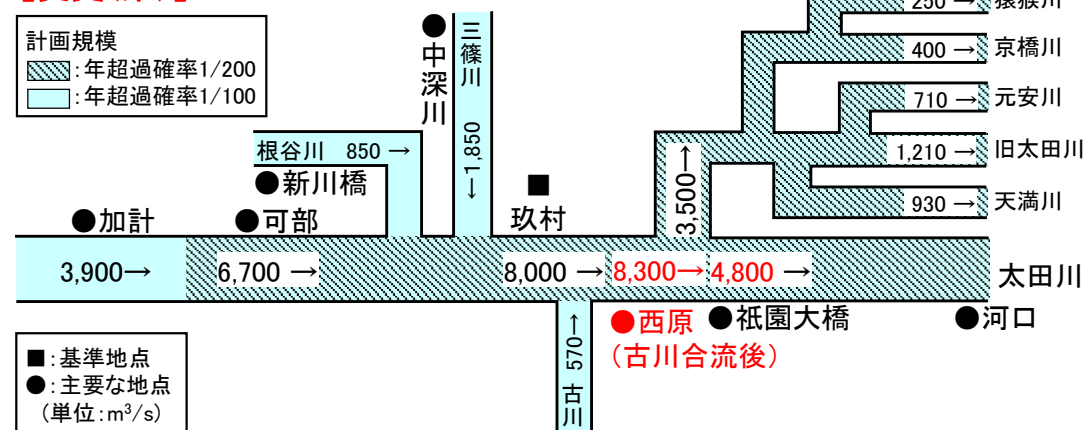 計画規模
：年超過確率1/200
：年超過確率1/100
●中深川
三篠川
←1,850
根谷川 850→
●新川橋
●加計
●可部
■
玖村
3,900→
6,700→
8,000→
8,300→
4,800→
3,500→
太田川
●西原
（古川合流後）
●祇園大橋
●河口
570→
古川
250→
猿猴川
400→
京橋川
710→
元安川
1,210→
旧太田川
930→
天満川
■：基準地点
●：主要な地点
（単位：m³/s）